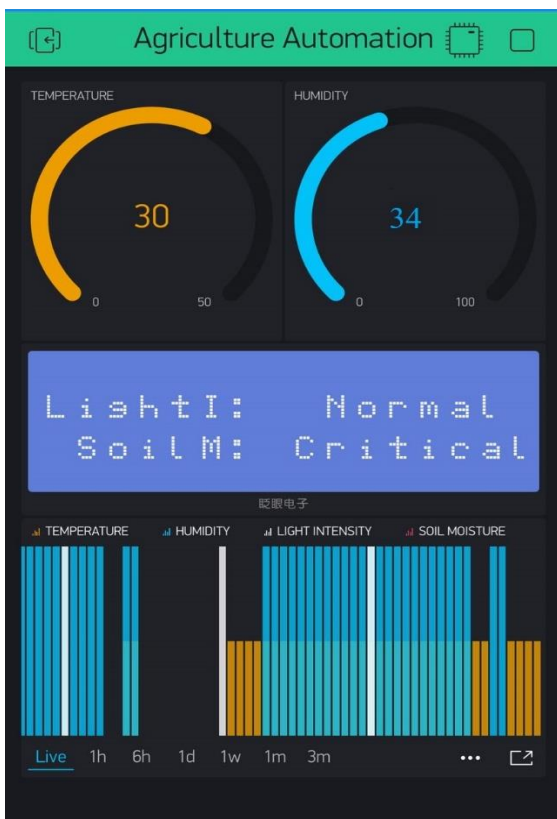 Agriculture Automation
TEMPERATURE
HUMIDITY
30
34
0 50
0 100
LightI: Normal
SoilM: Critical
眨眼电子
TEMPERATURE HUMIDITY LIGHT INTENSITY SOIL MOISTURE
Live 1h 6h 1d 1w 1m 3m